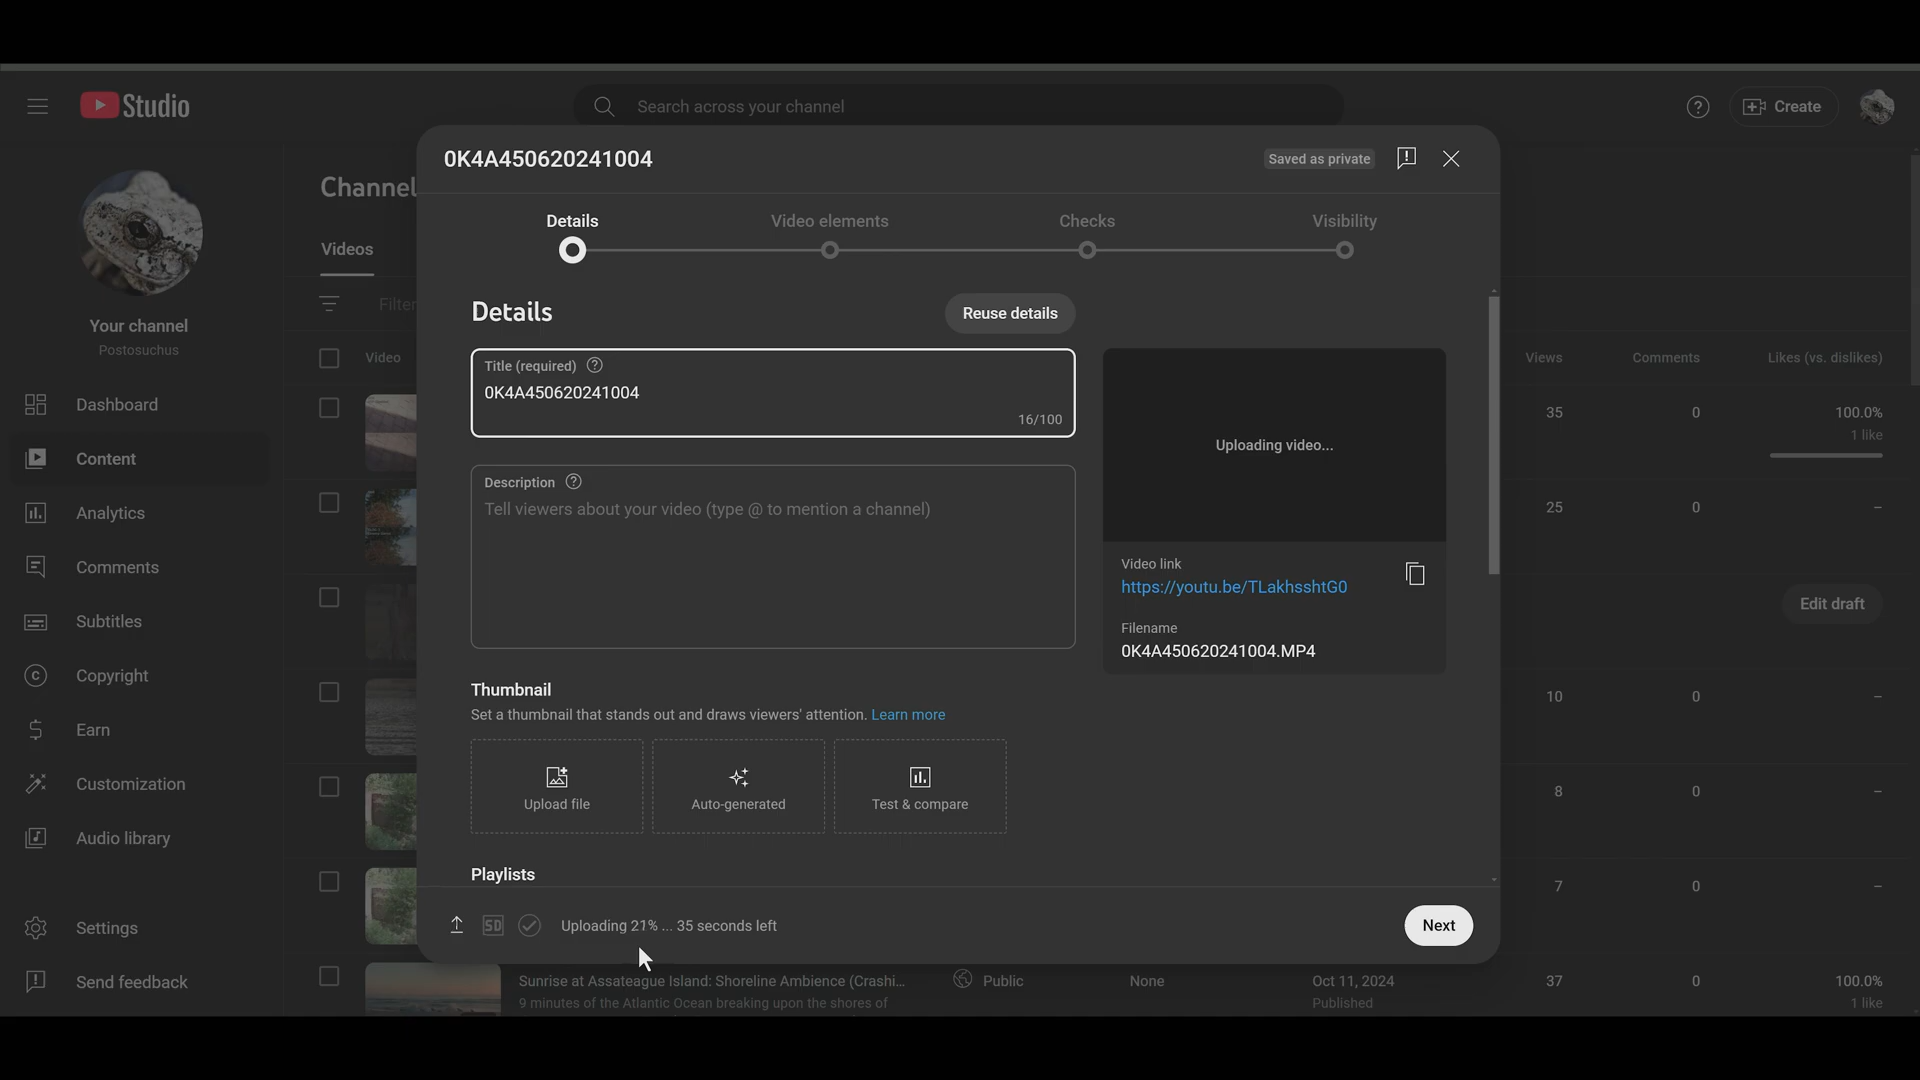 Studio
Search across your channel
Create
Your channel
Postosuchus
Dashboard
Content
Analytics
Comments
Subtitles
Copyright
Earn
Customization
Audio library
Settings
Send feedback
Channel
Videos
Filter
Video
0K4A450620241004
Saved as private
Details
Video elements
Checks
Visibility
Details
Reuse details
Title (required)
0K4A450620241004
16/100
Description
Tell viewers about your video (type @ to mention a channel)
Uploading video...
Video link
https://youtu.be/TLakhsshtG0
Filename
0K4A450620241004.MP4
Thumbnail
Set a thumbnail that stands out and draws viewers' attention. Learn more
Upload file
Auto-generated
Test & compare
Playlists
SD
Uploading 21% ... 35 seconds left
Next
Views Comments Likes (vs. dislikes)
35 0 100.0%
1 like
25 0 –
Edit draft
10 0 –
8 0 –
7 0 –
Sunrise at Assateague Island: Shoreline Ambience (Crashi... Public None Oct 11, 2024 37 0 100.0%
9 minutes of the Atlantic Ocean breaking upon the shores of Published 1 like